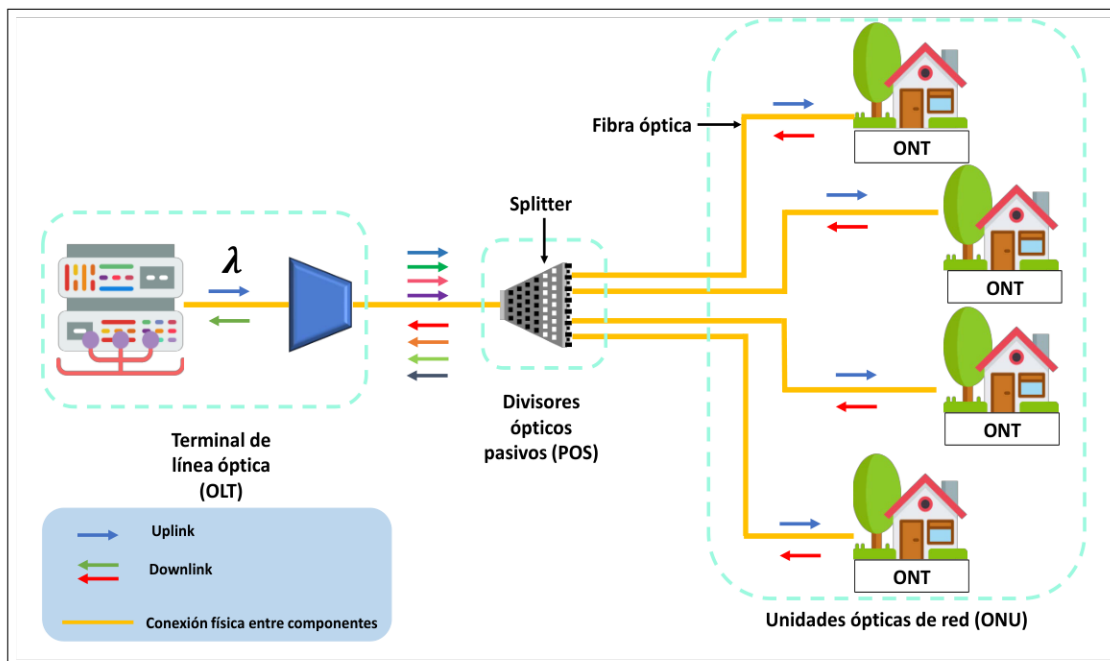 Fibra óptica
ONT
Splitter
ONT
λ
ONT
Divisores
ópticos
pasivos (POS)
Terminal de
línea óptica
(OLT)
ONT
Uplink
Downlink
Conexión física entre componentes
Unidades ópticas de red (ONU)